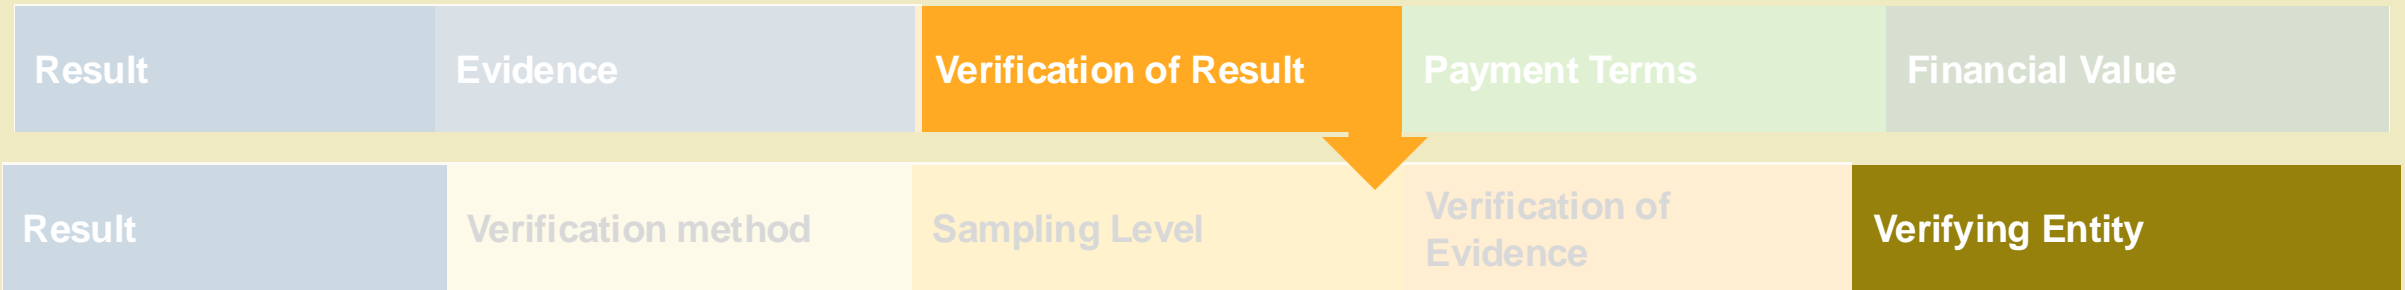 Result
Evidence
Verification of Result
Payment Terms
Financial Value
Result
Verification method
Sampling Level
Verification of
Evidence
Verifying Entity